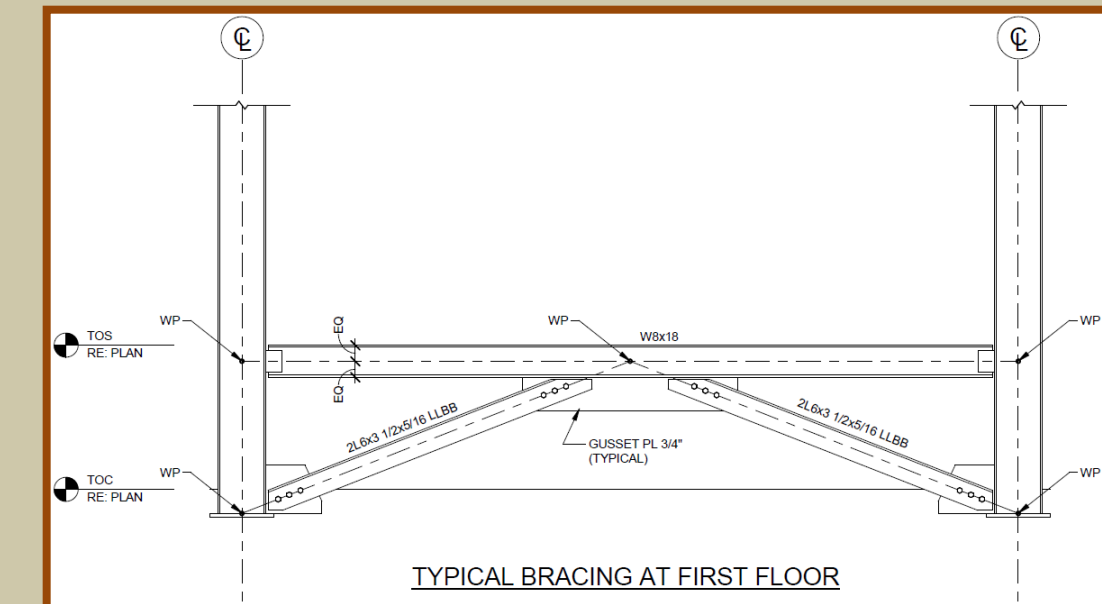 ℄
℄
WP
TOS
RE: PLAN
EQ
EQ
WP
W8x18
WP
2L6x3 1/2x5/16 LLBB
2L6x3 1/2x5/16 LLBB
GUSSET PL 3/4"
(TYPICAL)
WP
TOC
RE: PLAN
WP
TYPICAL BRACING AT FIRST FLOOR